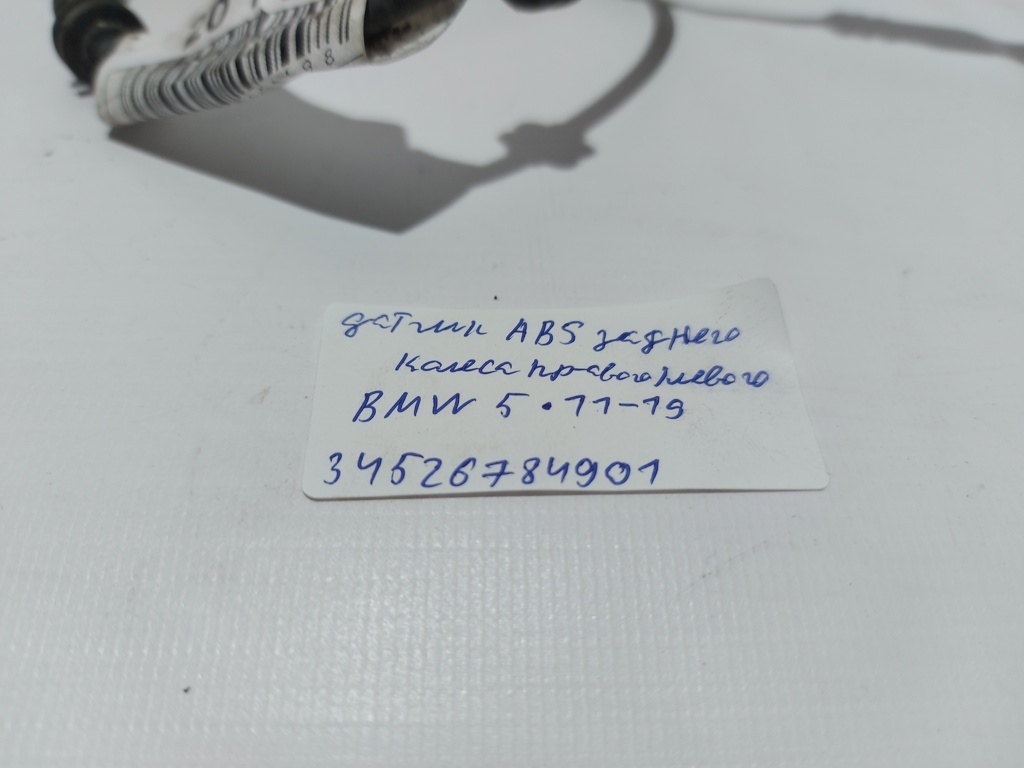 датчик ABS заднего
колеса правого/левого
BMW 5 • 11-19
34526784901